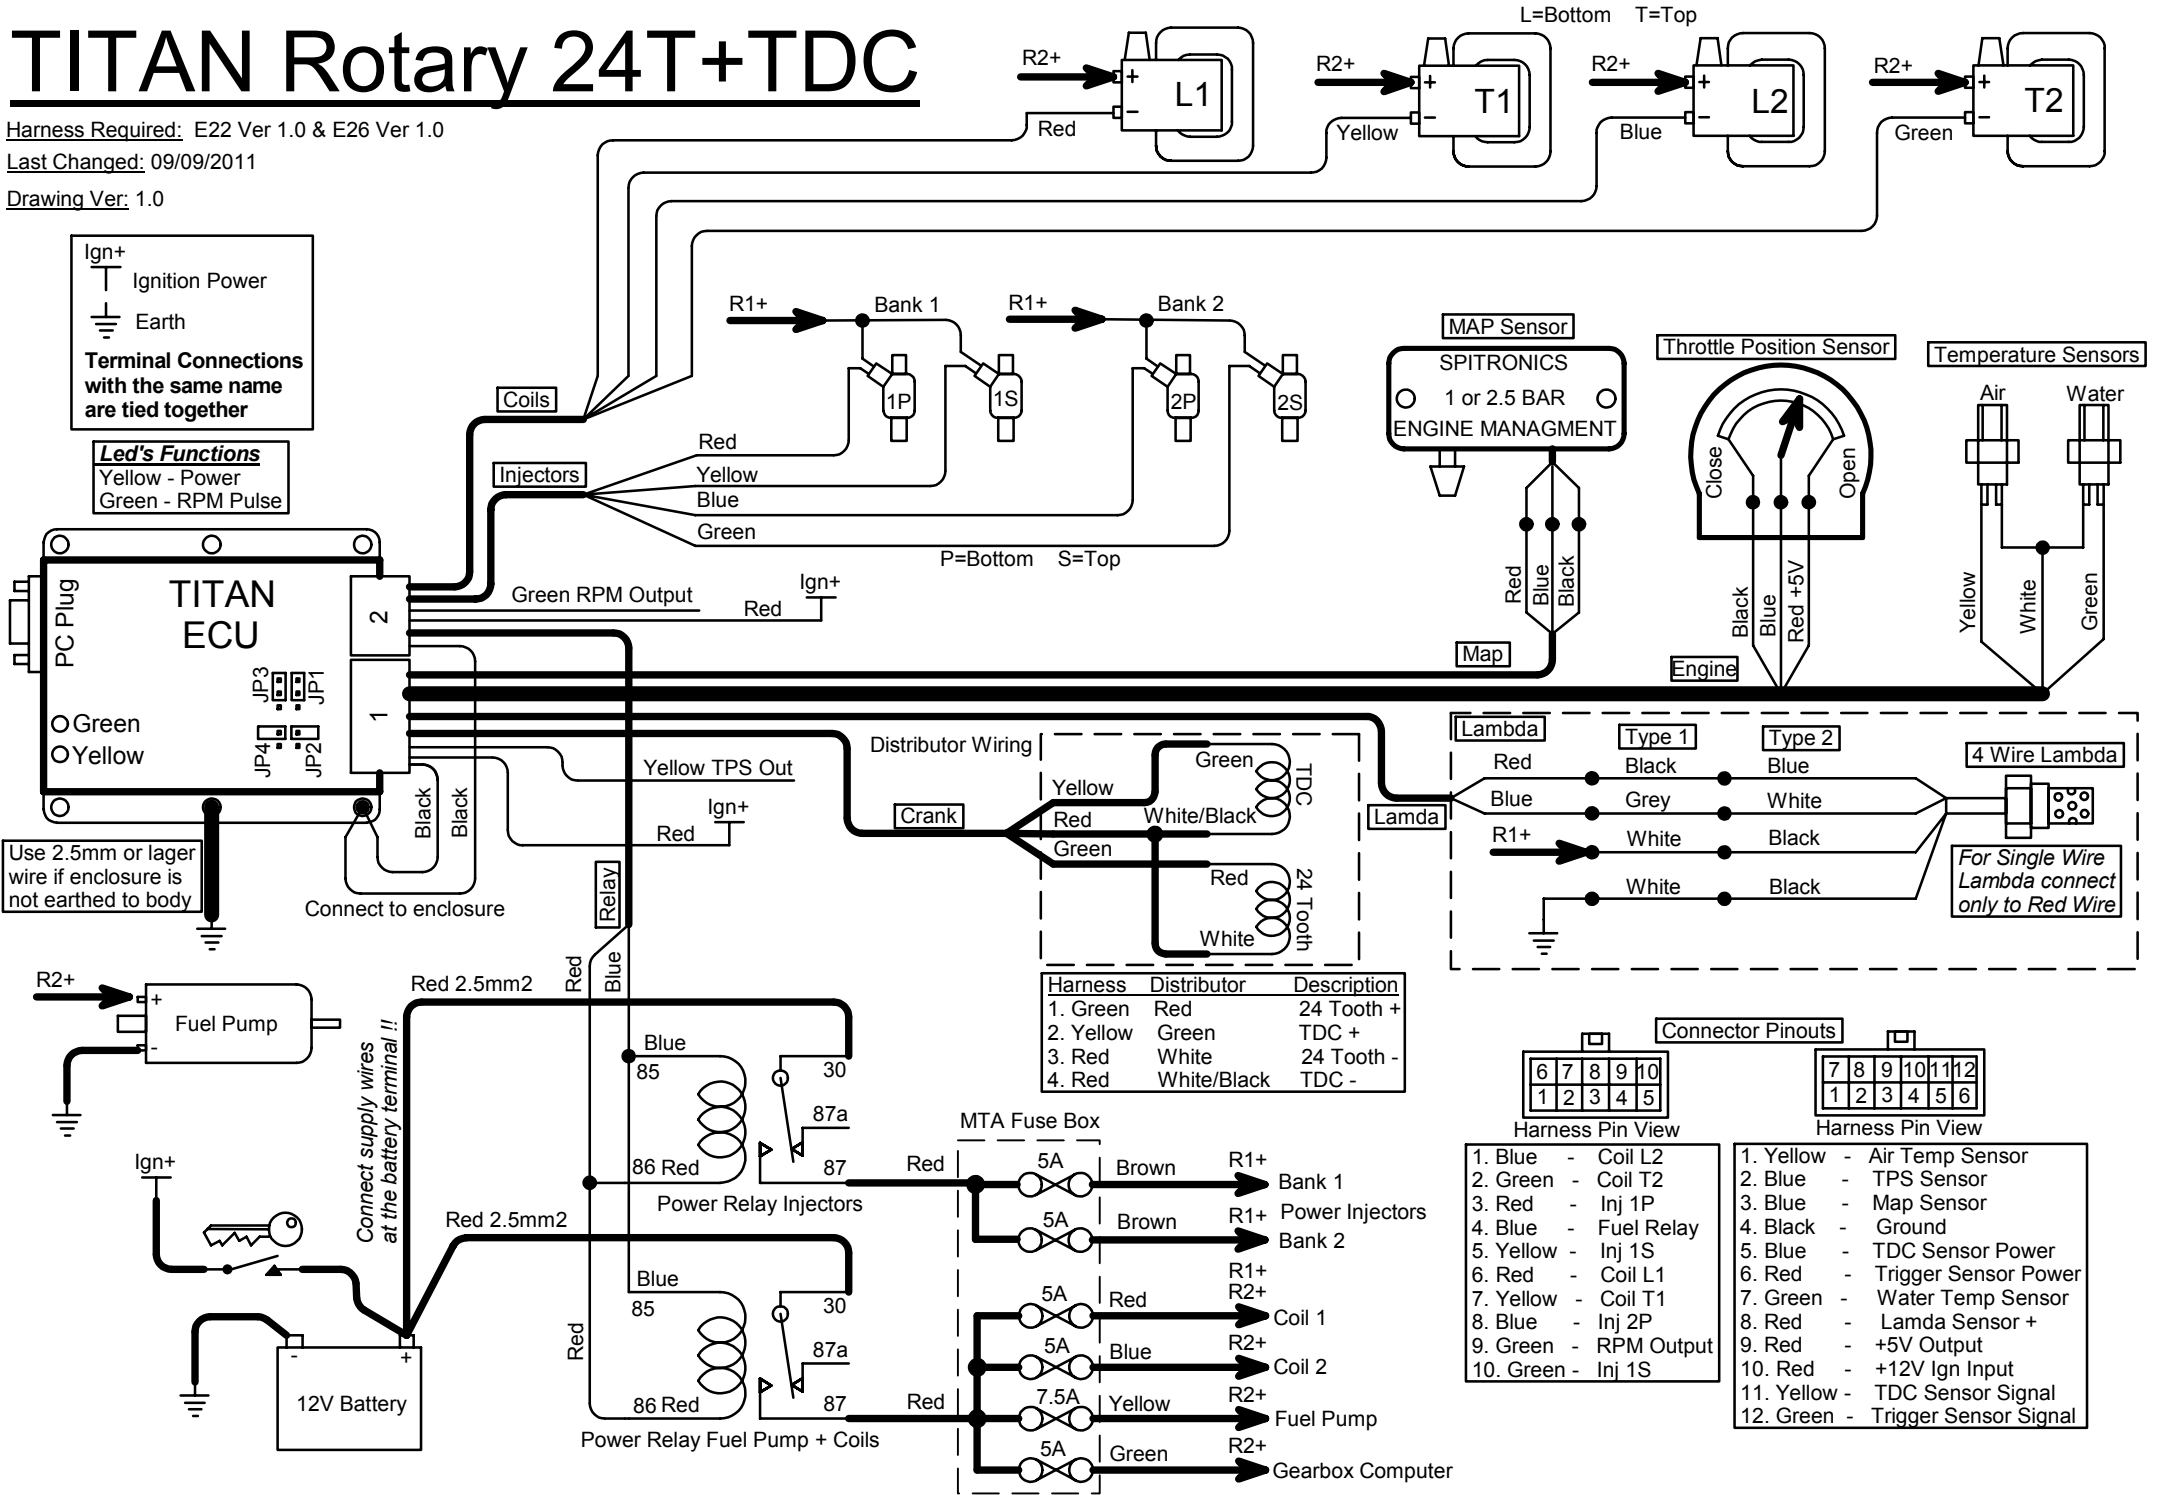 TITAN Rotary 24T+TDC
Harness Required: E22 Ver 1.0 & E26 Ver 1.0
Last Changed: 09/09/2011
Drawing Ver: 1.0
L=Bottom T=Top
R2+
+
-
L1
Red
R2+
+
-
T1
Yellow
R2+
+
-
L2
Blue
R2+
+
-
T2
Green
Ign+
Ignition Power
Earth
Terminal Connections
with the same name
are tied together
Led's Functions
Yellow - Power
Green - RPM Pulse
Coils
Injectors
R1+
Bank 1
R1+
Bank 2
1P
1S
2P
2S
Red
Yellow
Blue
Green
P=Bottom S=Top
MAP Sensor
SPITRONICS
1 or 2.5 BAR
ENGINE MANAGMENT
Red
Blue
Black
Map
Throttle Position Sensor
Close
Open
Black
Blue
Red +5V
Engine
Temperature Sensors
Air
Water
Yellow
White
Green
PC Plug
TITAN
ECU
2
1
JP3
JP1
JP4
JP2
Green
Yellow
Green RPM Output
Red
Ign+
Yellow TPS Out
Ign+
Red
Black
Black
Connect to enclosure
Use 2.5mm or lager
wire if enclosure is
not earthed to body
Relay
Crank
Distributor Wiring
Yellow
Red
Green
Green
White/Black
Red
White
TDC
24 Tooth
Harness Distributor Description
1. Green Red 24 Tooth +
2. Yellow Green TDC +
3. Red White 24 Tooth -
4. Red White/Black TDC -
Lamda
Lambda
Type 1
Type 2
4 Wire Lambda
Red
Black
Blue
Blue
Grey
White
R1+
White
Black
White
Black
For Single Wire
Lambda connect
only to Red Wire
R2+
+
-
Fuel Pump
Ign+
Connect supply wires
at the battery terminal !!
-
+
12V Battery
Red 2.5mm2
Red
Blue
Blue
85
30
87a
86 Red
87
Power Relay Injectors
Red 2.5mm2
Blue
85
30
87a
Red
86 Red
87
Power Relay Fuel Pump + Coils
MTA Fuse Box
Red
5A
Brown
R1+
Bank 1
Power Injectors
5A
Brown
R1+
Bank 2
R1+
R2+
5A
Red
Coil 1
5A
Blue
R2+
Coil 2
Red
7.5A
Yellow
R2+
Fuel Pump
5A
Green
R2+
Gearbox Computer
Connector Pinouts
6 7 8 9 10
1 2 3 4 5
Harness Pin View
1. Blue - Coil L2
2. Green - Coil T2
3. Red - Inj 1P
4. Blue - Fuel Relay
5. Yellow - Inj 1S
6. Red - Coil L1
7. Yellow - Coil T1
8. Blue - Inj 2P
9. Green - RPM Output
10. Green - Inj 1S
7 8 9 10 11 12
1 2 3 4 5 6
Harness Pin View
1. Yellow - Air Temp Sensor
2. Blue - TPS Sensor
3. Blue - Map Sensor
4. Black - Ground
5. Blue - TDC Sensor Power
6. Red - Trigger Sensor Power
7. Green - Water Temp Sensor
8. Red - Lamda Sensor +
9. Red - +5V Output
10. Red - +12V Ign Input
11. Yellow - TDC Sensor Signal
12. Green - Trigger Sensor Signal